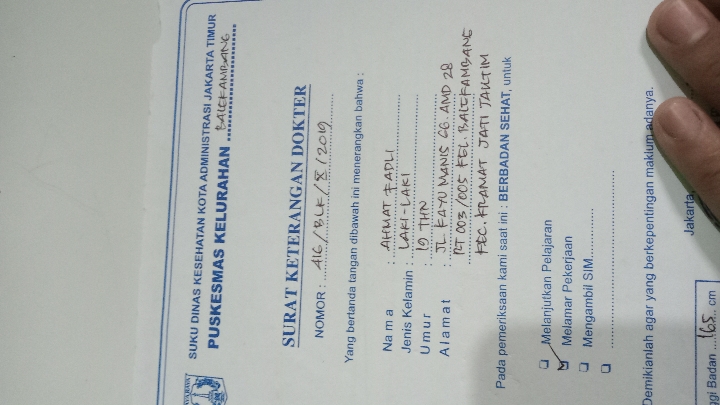 SUKU DINAS KESEHATAN KOTA ADMINISTRASI JAKARTA TIMUR
PUSKESMAS KELURAHAN BALEKAMBANG
SURAT KETERANGAN DOKTER
NOMOR : 416/BLK/8/2019
Yang bertanda tangan dibawah ini menerangkan bahwa :
Nama : AHMAT FADLI
Jenis Kelamin : LAKI-LAKI
Umur : 19 THN
Alamat : JL KAYU MANIS GG. AMD 28
RT 003/005 KEL. BALEKAMBANG
KEC. KRAMAT JATI JAKTIM
Pada pemeriksaan kami saat ini : BERBADAN SEHAT, untuk
Melanjutkan Pelajaran
Melamar Pekerjaan
Mengambil SIM
Demikianlah agar yang berkepentingan maklum adanya.
Jakarta,
ggi Badan 165 cm